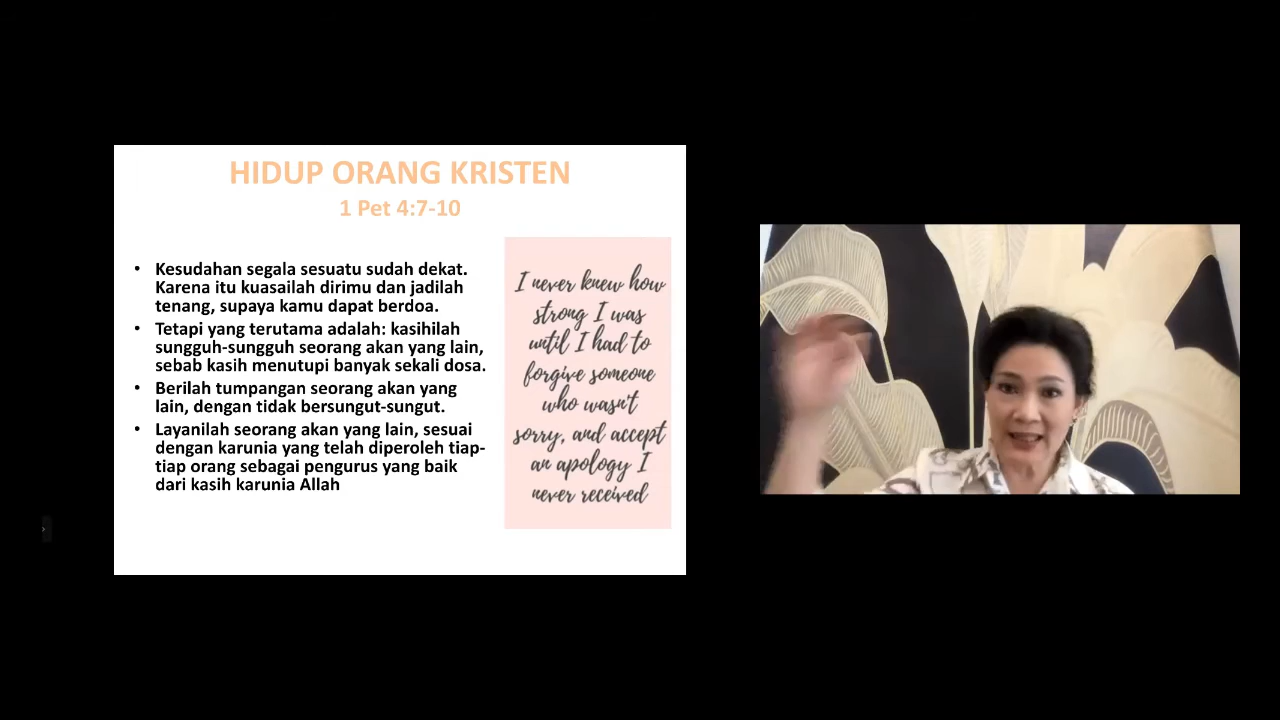 HIDUP ORANG KRISTEN
1 Pet 4:7-10
• Kesudahan segala sesuatu sudah dekat.
Karena itu kuasailah dirimu dan jadilah
tenang, supaya kamu dapat berdoa.
• Tetapi yang terutama adalah: kasihilah
sungguh-sungguh seorang akan yang lain,
sebab kasih menutupi banyak sekali dosa.
• Berilah tumpangan seorang akan yang
lain, dengan tidak bersungut-sungut.
• Layanilah seorang akan yang lain, sesuai
dengan karunia yang telah diperoleh tiap-
tiap orang sebagai pengurus yang baik
dari kasih karunia Allah
I never knew how
strong I was
until I had to
forgive someone
who wasn't
sorry, and accept
an apology I
never received